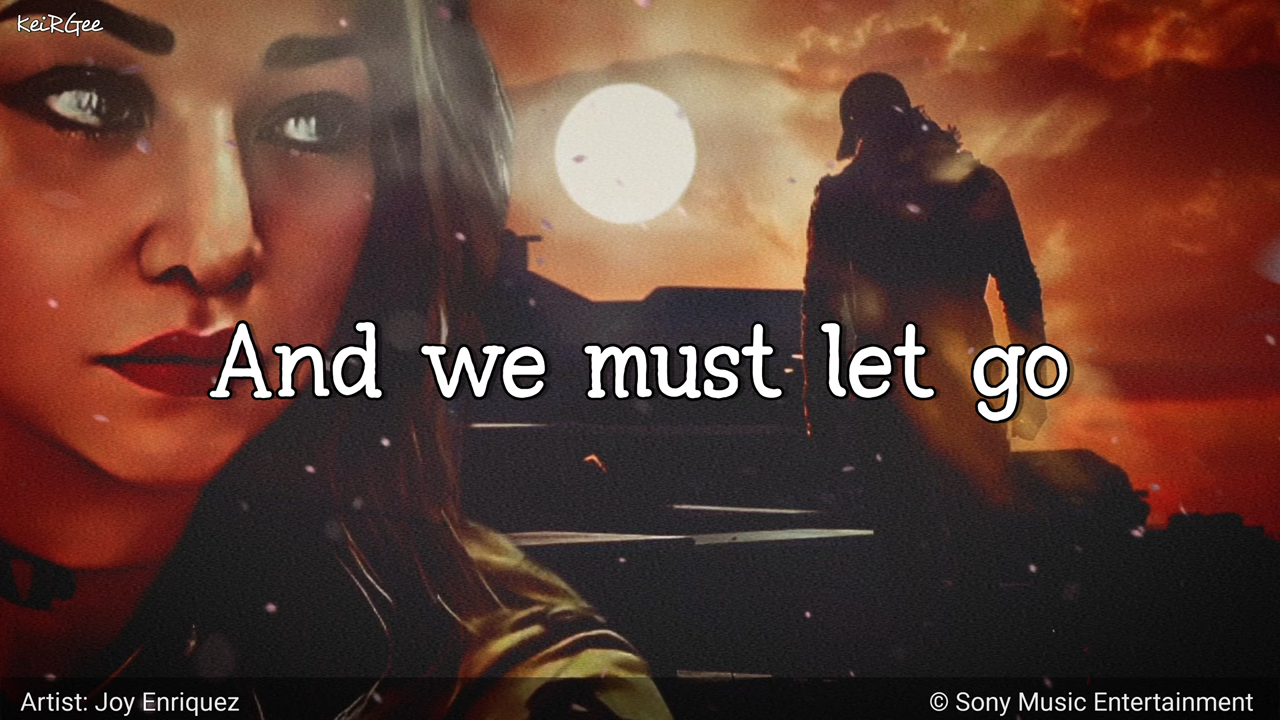 KeiRGee
And we must let go
Artist: Joy Enriquez
© Sony Music Entertainment